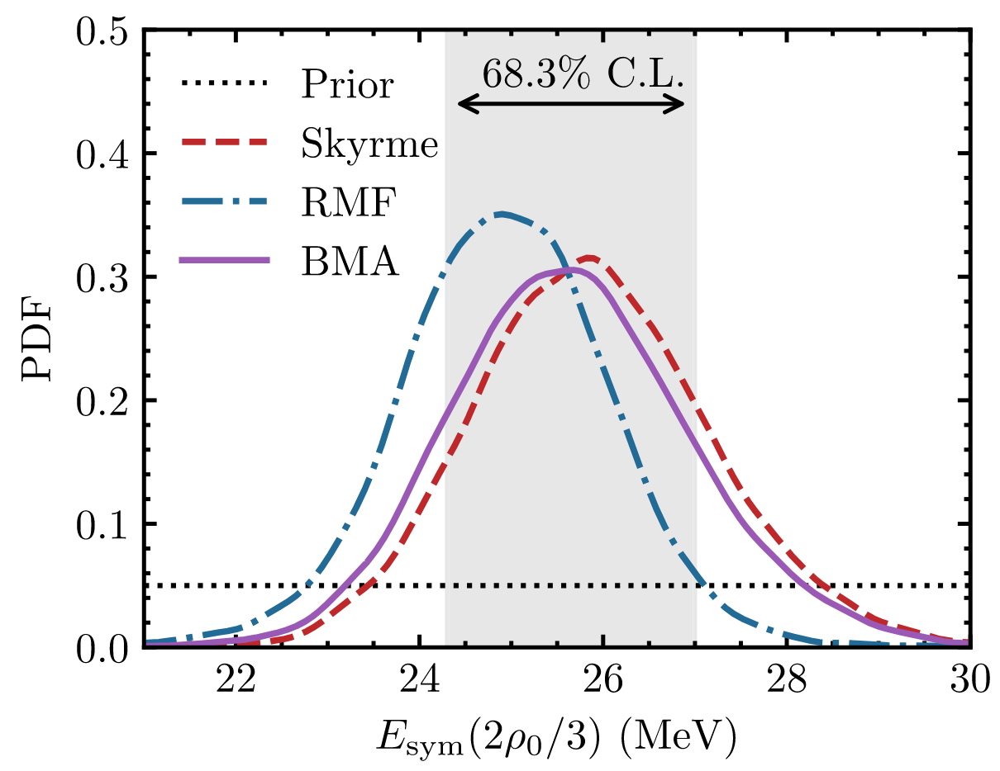 0.5
0.4
0.3
0.2
0.1
0.0
PDF
Prior
Skyrme
RMF
BMA
68.3% C.L.
22 24 26 28 30
E_sym(2ρ₀/3) (MeV)